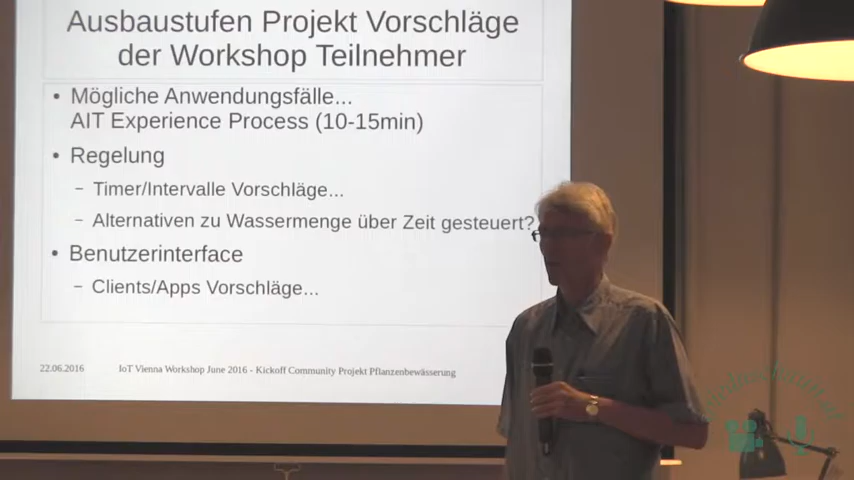 Ausbaustufen Projekt Vorschläge
der Workshop Teilnehmer
• Mögliche Anwendungsfälle...
AIT Experience Process (10-15min)
• Regelung
– Timer/Intervalle Vorschläge...
– Alternativen zu Wassermenge über Zeit gesteuert?
• Benutzerinterface
– Clients/Apps Vorschläge...
22.06.2016
IoT Vienna Workshop June 2016 - Kickoff Community Projekt Pflanzenbewässerung